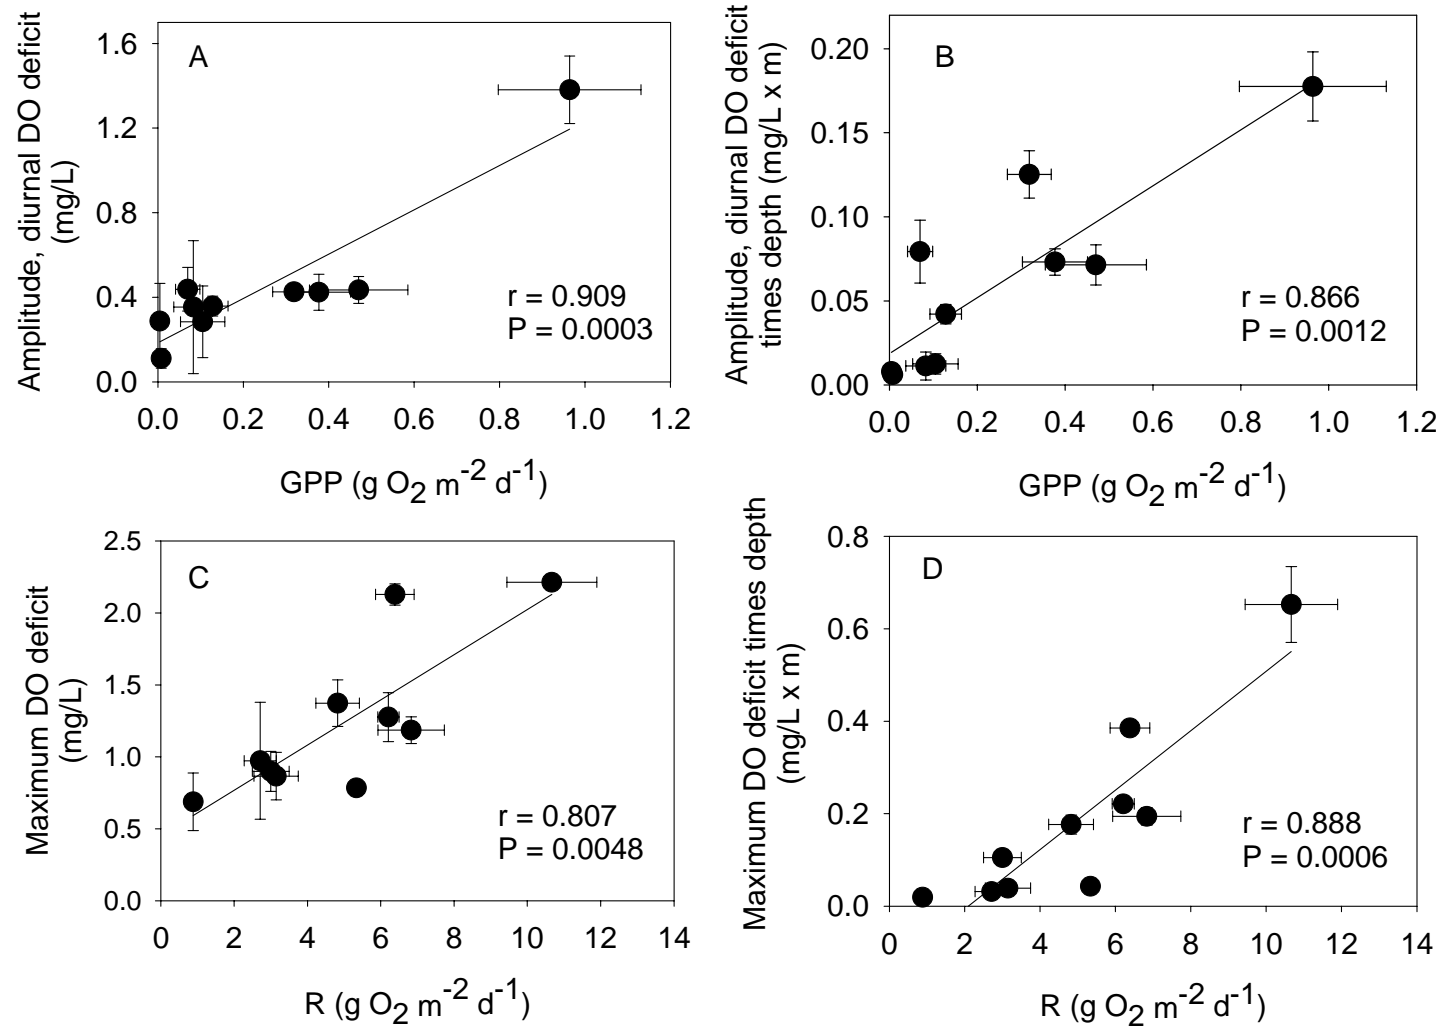 Amplitude, diurnal DO deficit
(mg/L)
1.6
1.2
0.8
0.4
0.0
A
r = 0.909
P = 0.0003
0.0 0.2 0.4 0.6 0.8 1.0 1.2
GPP (g O2 m-2 d-1)
Amplitude, diurnal DO deficit
times depth (mg/L x m)
0.20
0.15
0.10
0.05
0.00
B
r = 0.866
P = 0.0012
0.0 0.2 0.4 0.6 0.8 1.0 1.2
GPP (g O2 m-2 d-1)
Maximum DO deficit
(mg/L)
2.5
2.0
1.5
1.0
0.5
0.0
C
r = 0.807
P = 0.0048
0 2 4 6 8 10 12 14
R (g O2 m-2 d-1)
Maximum DO deficit times depth
(mg/L x m)
0.8
0.6
0.4
0.2
0.0
D
r = 0.888
P = 0.0006
0 2 4 6 8 10 12 14
R (g O2 m-2 d-1)